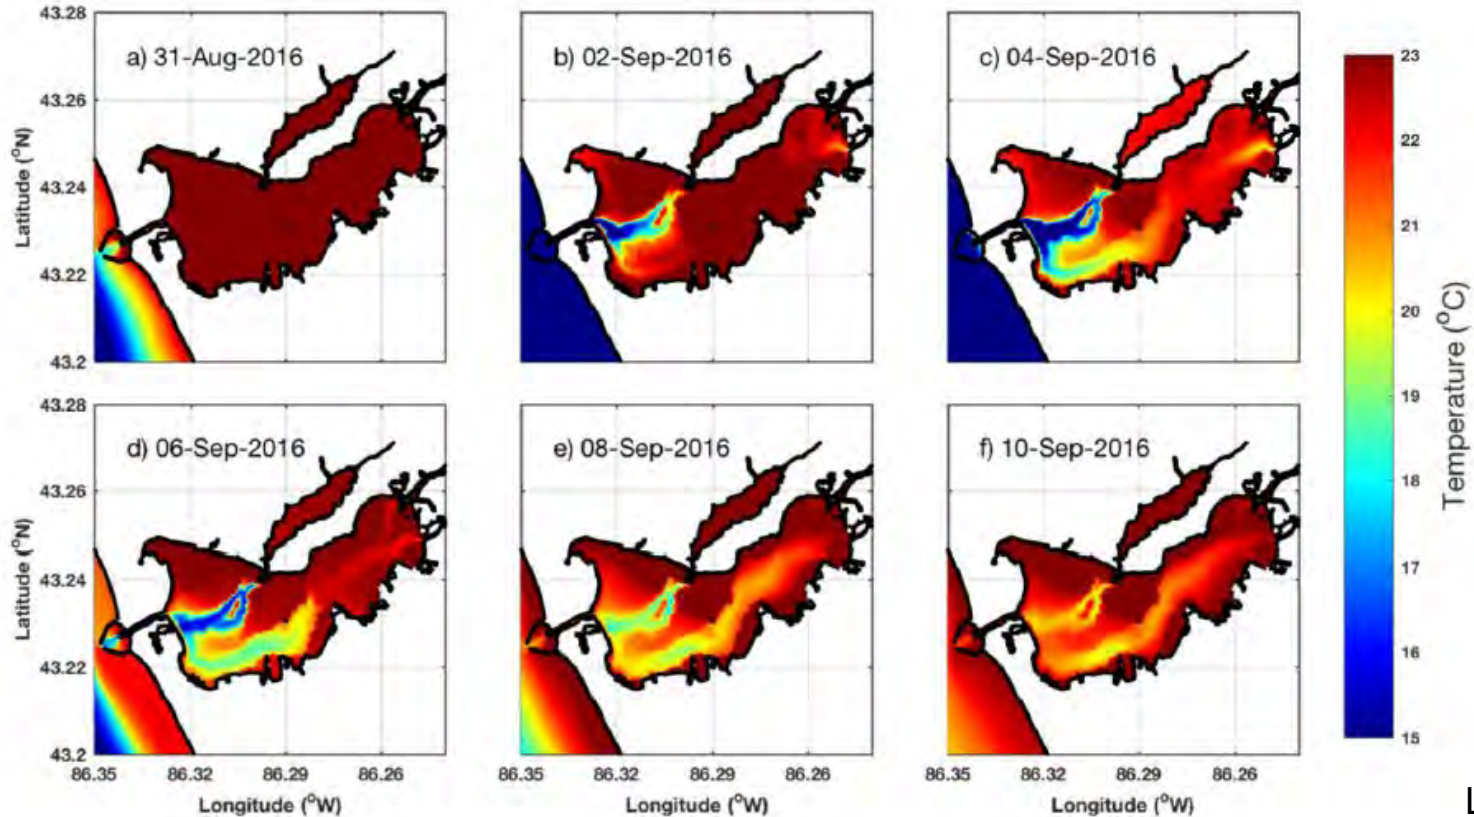 43.28
43.26
43.24
43.22
43.2
Latitude (°N)
a) 31-Aug-2016
b) 02-Sep-2016
c) 04-Sep-2016
43.28
43.26
43.24
43.22
43.2
Latitude (°N)
d) 06-Sep-2016
e) 08-Sep-2016
f) 10-Sep-2016
86.35 86.32 86.29 86.26
86.35 86.32 86.29 86.26
86.35 86.32 86.29 86.26
Longitude (°W)
Longitude (°W)
Longitude (°W)
23
22
21
20
19
18
17
16
15
Temperature (°C)
L